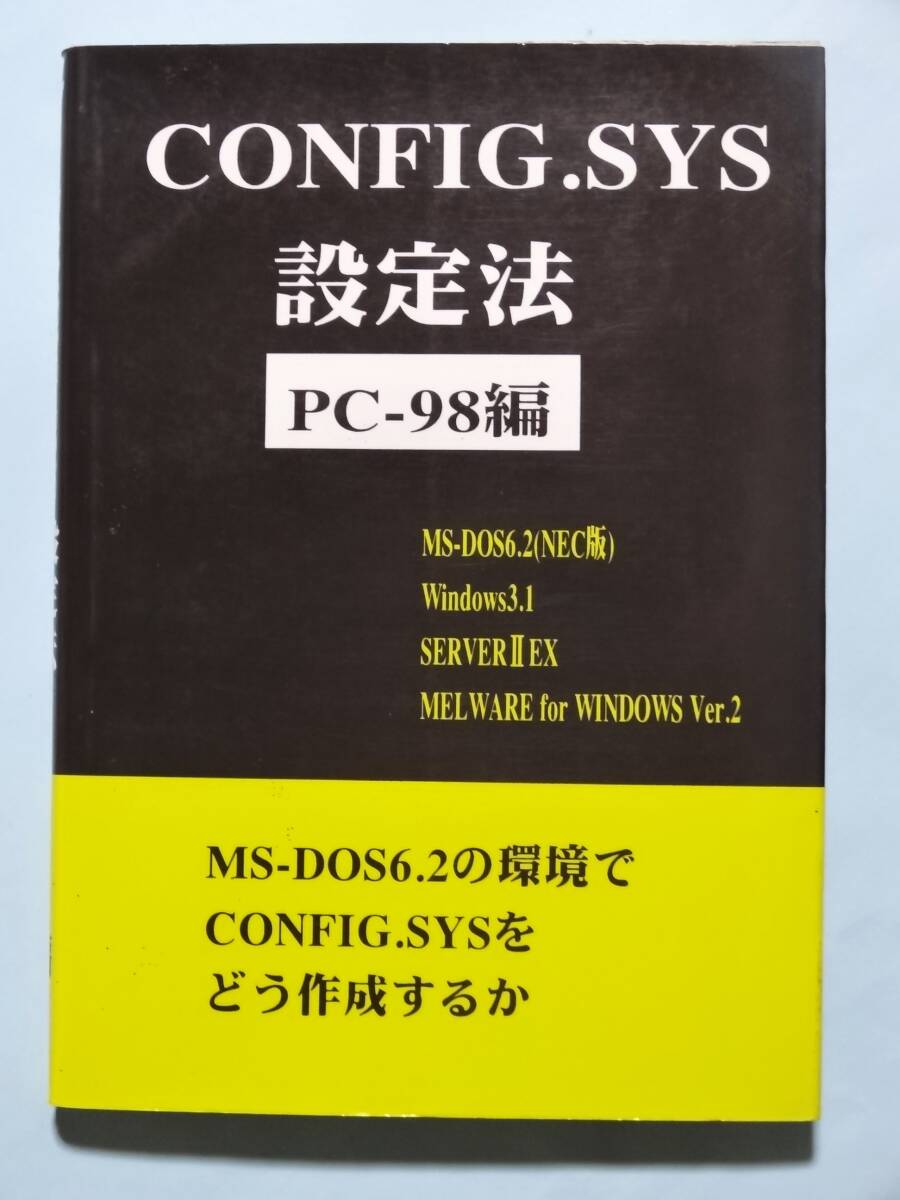 CONFIG.SYS
設定法
PC-98編
MS-DOS6.2(NEC版)
Windows3.1
SERVERⅡEX
MELWARE for WINDOWS Ver.2
MS-DOS6.2の環境で
CONFIG.SYSを
どう作成するか